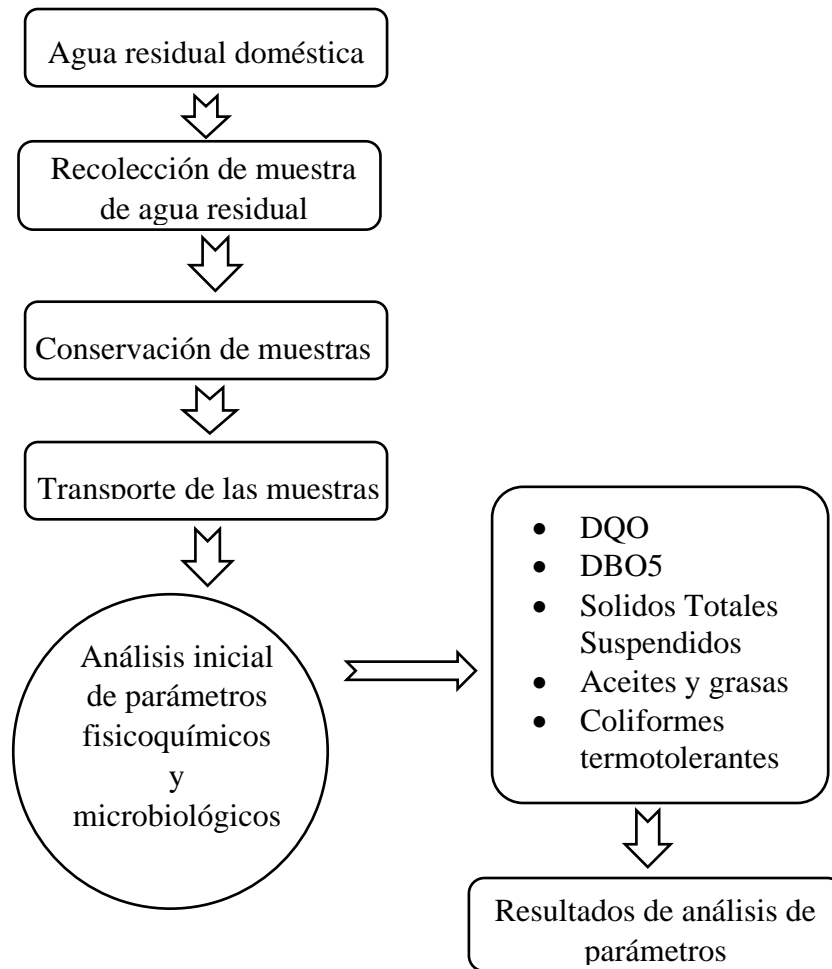 Agua residual doméstica
Recolección de muestra
de agua residual
Conservación de muestras
Transporte de las muestras
Análisis inicial
de parámetros
fisicoquímicos
y
microbiológicos
• DQO
• DBO5
• Solidos Totales
Suspendidos
• Aceites y grasas
• Coliformes
termotolerantes
Resultados de análisis de
parámetros